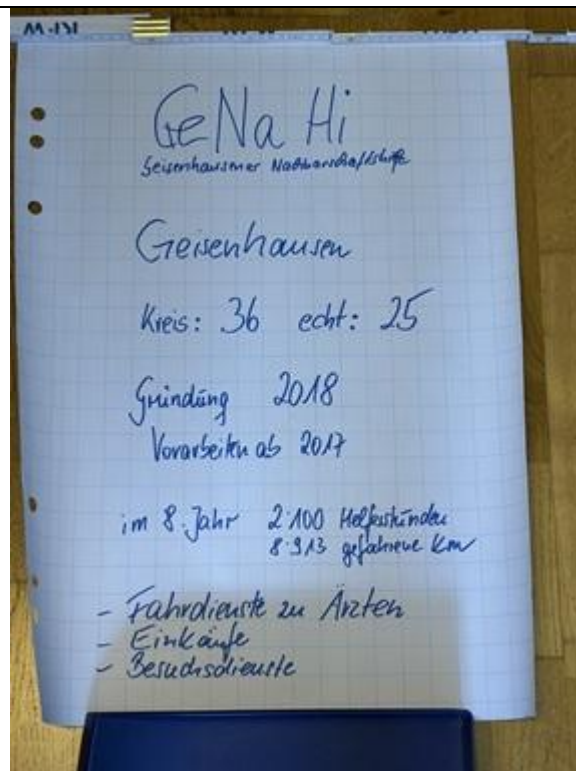 GeNa Hi
Geisenhausener Nachbarschaftshilfe
Geisenhausen
Kreis: 36 echt: 25
Gründung 2018
Vorarbeiten ab 2017
im 8. Jahr 2.100 Helferstunden
8.913 gefahrene Km
- Fahrdienste zu Ärzten
- Einkäufe
- Besuchsdienste